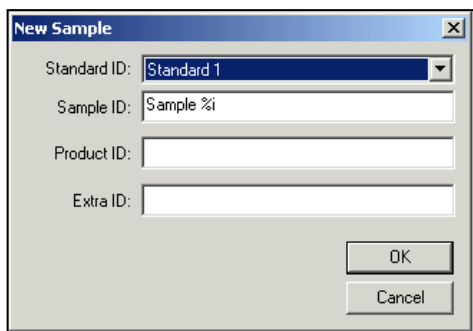 New Sample
Standard ID: Standard 1
Sample ID: Sample %i
Product ID:
Extra ID:
OK
Cancel